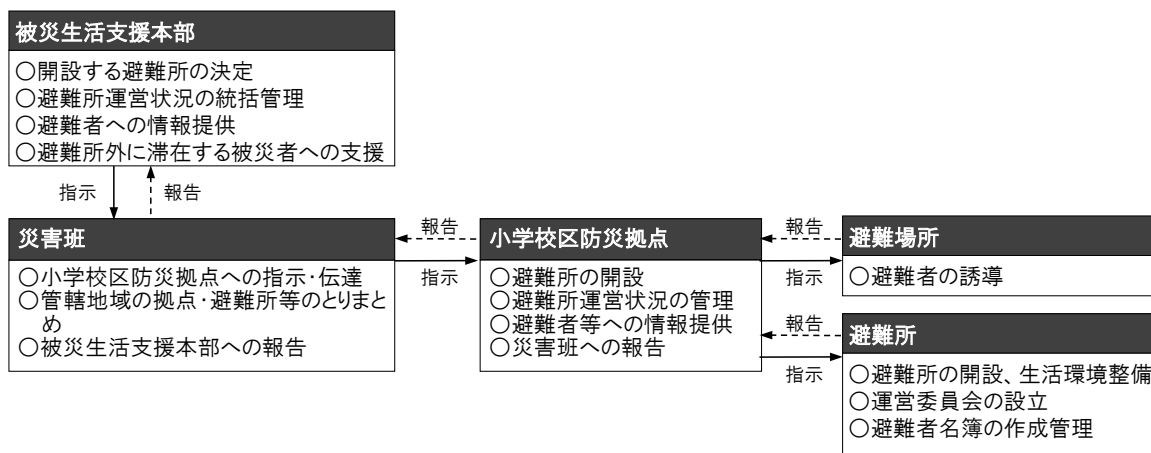 被災生活支援本部
○開設する避難所の決定
○避難所運営状況の統括管理
○避難者への情報提供
○避難所外に滞在する被災者への支援
指示
報告
災害班
○小学校区防災拠点への指示・伝達
○管轄地域の拠点・避難所等のとりまと
め
○被災生活支援本部への報告
報告
指示
小学校区防災拠点
○避難所の開設
○避難所運営状況の管理
○避難者等への情報提供
○災害班への報告
報告
指示
避難場所
○避難者の誘導
報告
指示
避難所
○避難所の開設、生活環境整備
○運営委員会の設立
○避難者名簿の作成管理